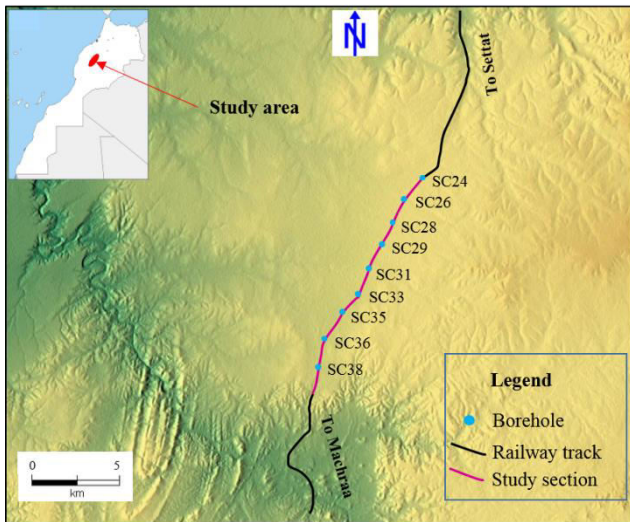 N
To Settat
Study area
SC24
SC26
SC28
SC29
SC31
SC33
SC35
SC36
SC38
To Machraa
Legend
Borehole
Railway track
Study section
0 5
km